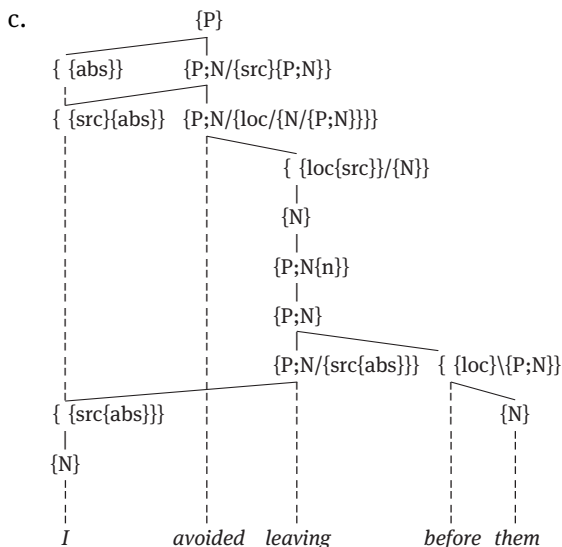 c. {P}
{ {abs}} {P;N/{src}{P;N}}
{ {src}{abs}} {P;N/{loc/{N/{P;N}}}}
{ {loc{src}}/{N}}
{N}
{P;N{n}}
{P;N}
{P;N/{src{abs}}} { {loc}\{P;N}}
{ {src{abs}}} {N}
{N}
I avoided leaving before them